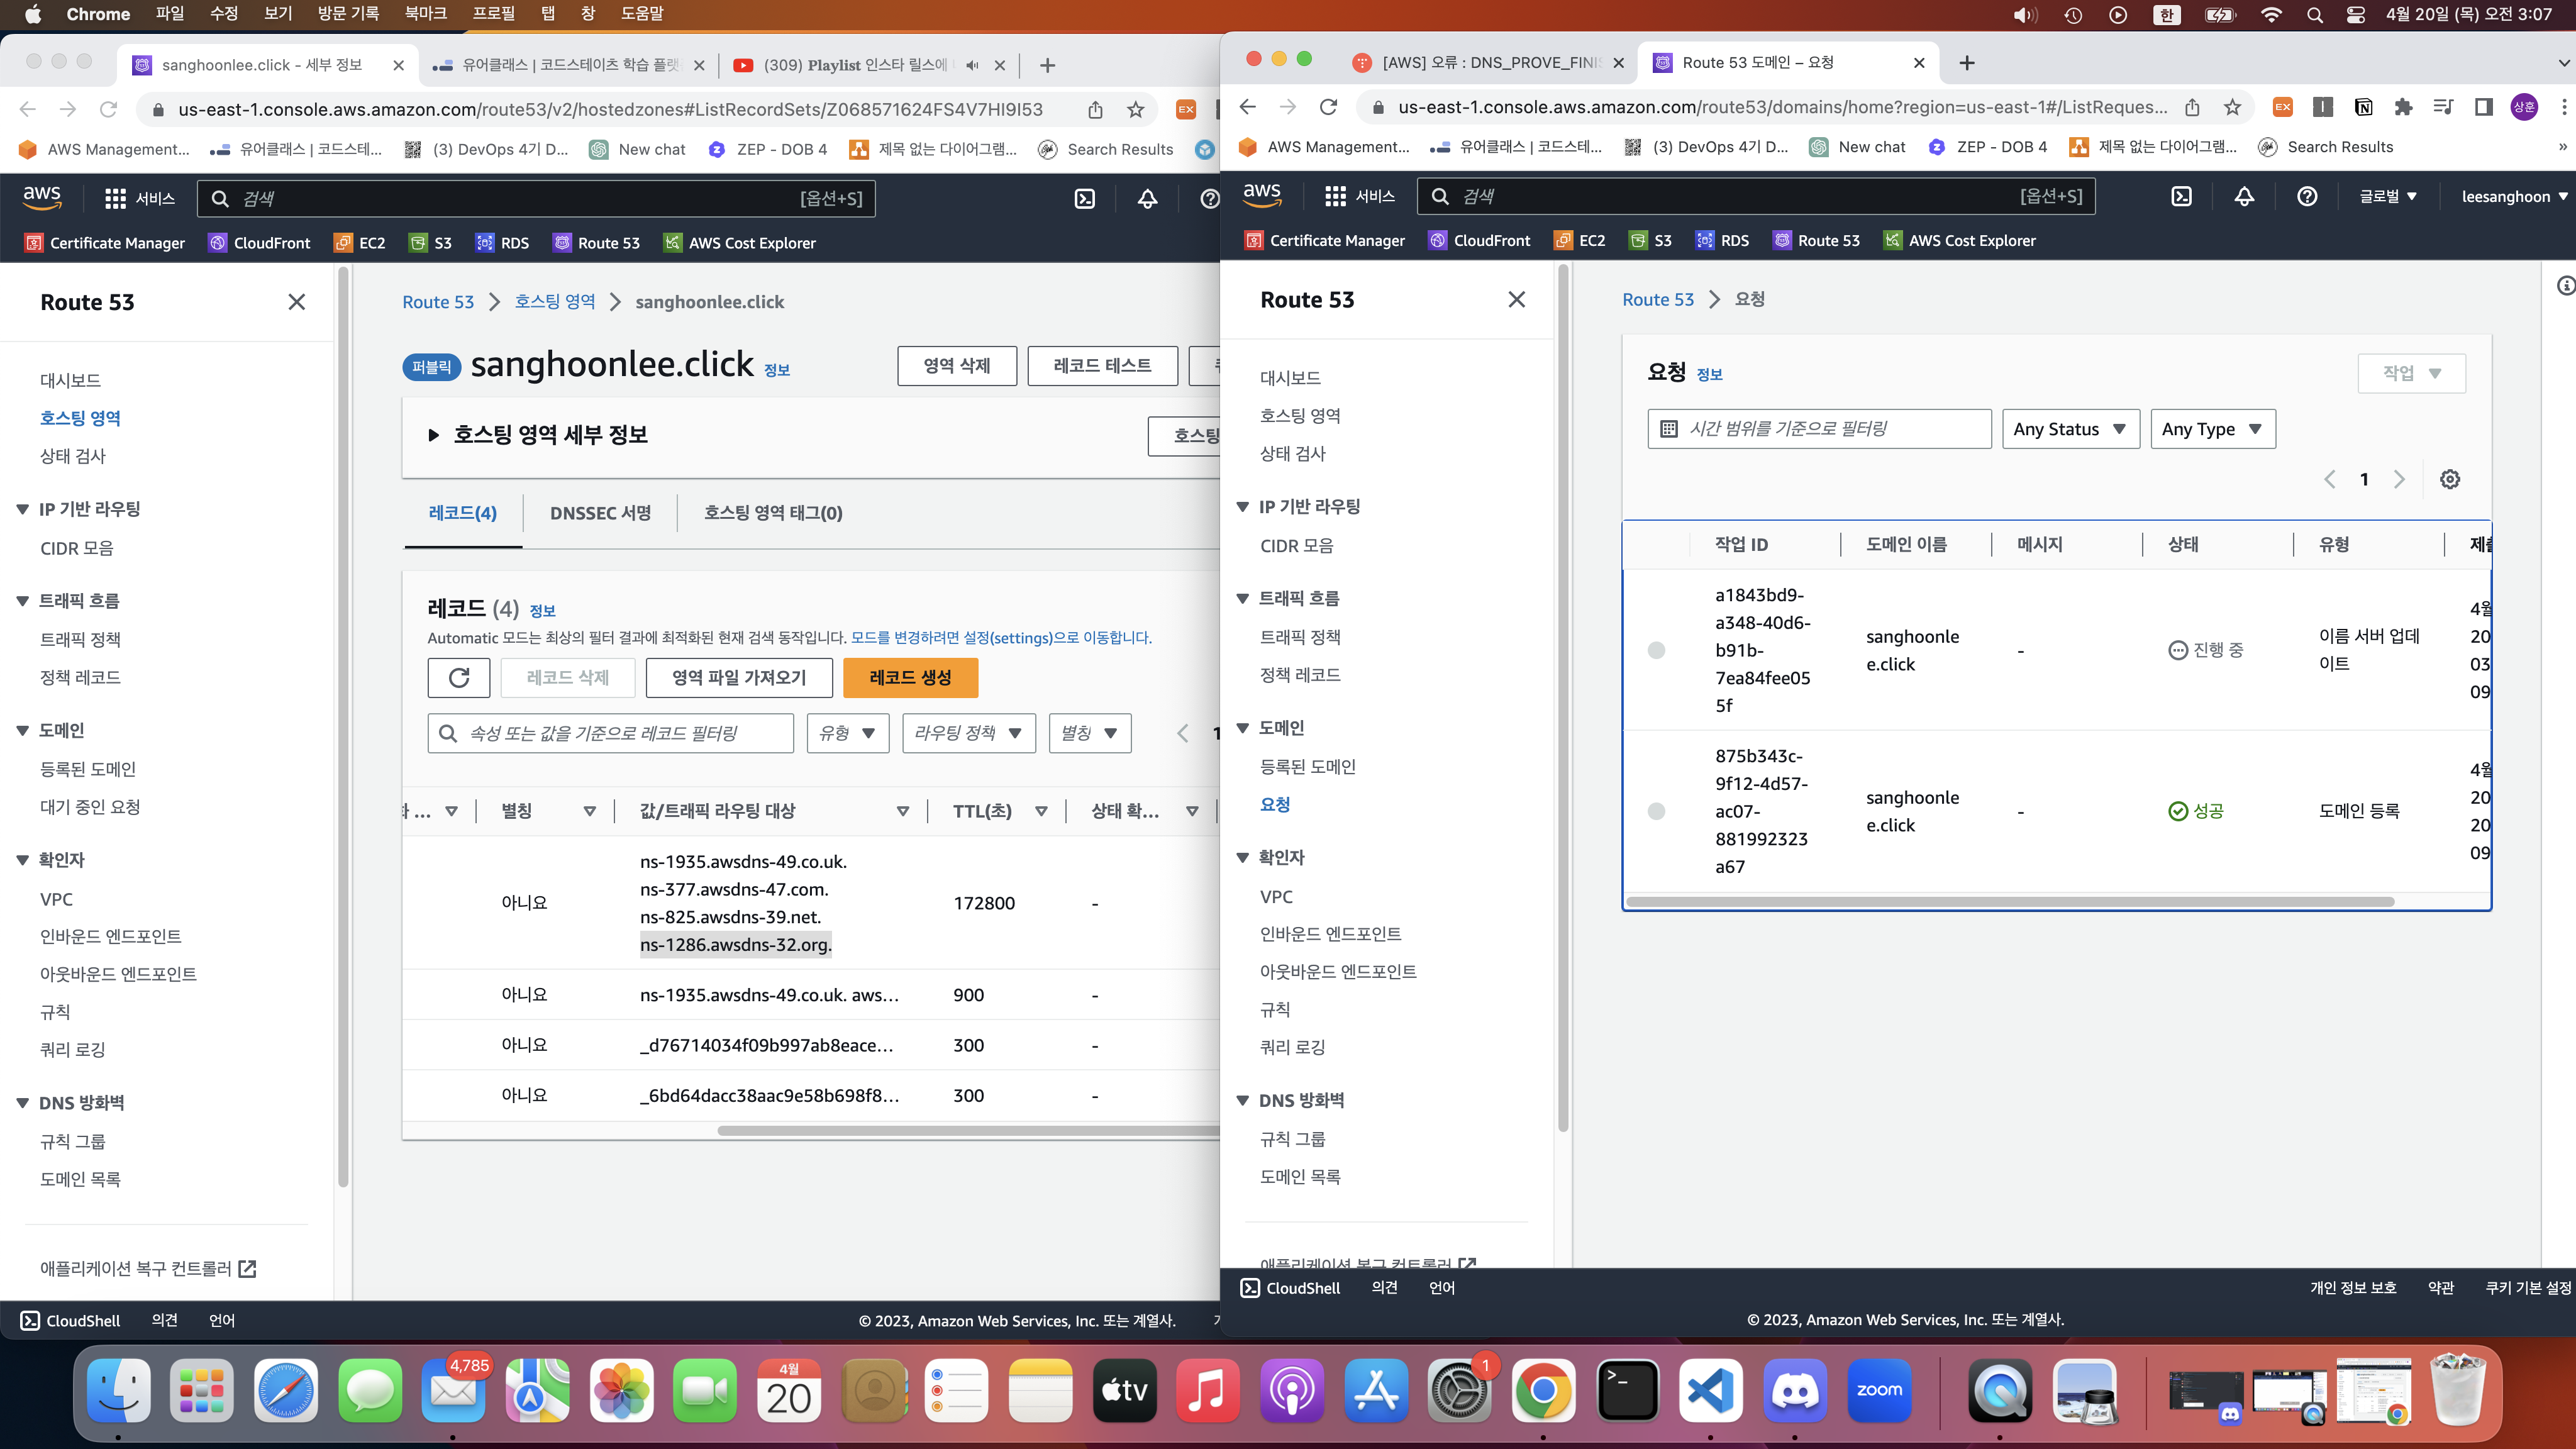 Chrome 파일 수정 보기 방문 기록 북마크 프로필 탭 창 도움말
한
4월 20일 (목) 오전 3:07
sanghoonlee.click - 세부 정보
유어클래스 | 코드스테이츠 학습 플랫
(309) Playlist 인스타 릴스에
us-east-1.console.aws.amazon.com/route53/v2/hostedzones#ListRecordSets/Z068571624FS4V7HI9I53
EX
AWS Management...
유어클래스 | 코드스테...
(3) DevOps 4기 D...
New chat
ZEP - DOB 4
제목 없는 다이어그램...
Search Results
aws
서비스
검색
[옵션+S]
Certificate Manager
CloudFront
EC2
S3
RDS
Route 53
AWS Cost Explorer
Route 53
대시보드
호스팅 영역
상태 검사
IP 기반 라우팅
CIDR 모음
트래픽 흐름
트래픽 정책
정책 레코드
도메인
등록된 도메인
대기 중인 요청
확인자
VPC
인바운드 엔드포인트
아웃바운드 엔드포인트
규칙
쿼리 로깅
DNS 방화벽
규칙 그룹
도메인 목록
애플리케이션 복구 컨트롤러
Route 53 > 호스팅 영역 > sanghoonlee.click
퍼블릭 sanghoonlee.click 정보
영역 삭제
레코드 테스트
호스팅 영역 세부 정보
호스팅
레코드(4)
DNSSEC 서명
호스팅 영역 태그(0)
레코드 (4) 정보
Automatic 모드는 최상의 필터 결과에 최적화된 현재 검색 동작입니다. 모드를 변경하려면 설정(settings)으로 이동합니다.
레코드 삭제
영역 파일 가져오기
레코드 생성
속성 또는 값을 기준으로 레코드 필터링
유형
라우팅 정책
별칭
1
...
별칭
값/트래픽 라우팅 대상
TTL(초)
상태 확...
아니요
ns-1935.awsdns-49.co.uk.
ns-377.awsdns-47.com.
ns-825.awsdns-39.net.
ns-1286.awsdns-32.org.
172800
-
아니요 ns-1935.awsdns-49.co.uk. aws... 900 -
아니요 _d76714034f09b997ab8eace... 300 -
아니요 _6bd64dacc38aac9e58b698f8... 300 -
CloudShell 의견 언어
© 2023, Amazon Web Services, Inc. 또는 계열사.
[AWS] 오류 : DNS_PROVE_FINIS
Route 53 도메인 – 요청
us-east-1.console.aws.amazon.com/route53/domains/home?region=us-east-1#/ListReques...
EX
상훈
AWS Management...
유어클래스 | 코드스테...
(3) DevOps 4기 D...
New chat
ZEP - DOB 4
제목 없는 다이어그램...
Search Results
»
aws
서비스
검색
[옵션+S]
글로벌
leesanghoon
Certificate Manager
CloudFront
EC2
S3
RDS
Route 53
AWS Cost Explorer
Route 53
대시보드
호스팅 영역
상태 검사
IP 기반 라우팅
CIDR 모음
트래픽 흐름
트래픽 정책
정책 레코드
도메인
등록된 도메인
요청
확인자
VPC
인바운드 엔드포인트
아웃바운드 엔드포인트
규칙
쿼리 로깅
DNS 방화벽
규칙 그룹
도메인 목록
애플리케이션 복구 컨트롤러
Route 53 > 요청
요청 정보
작업
시간 범위를 기준으로 필터링
Any Status
Any Type
1
작업 ID
도메인 이름
메시지
상태
유형
a1843bd9-
a348-40d6-
b91b-
7ea84fee05
5f
sanghoonle
e.click
-
진행 중
이름 서버 업데
이트
4월
20
03
09
875b343c-
9f12-4d57-
ac07-
881992323
a67
sanghoonle
e.click
-
성공
도메인 등록
4월
20
20
09
CloudShell 의견 언어
개인 정보 보호 약관 쿠키 기본 설정
© 2023, Amazon Web Services, Inc. 또는 계열사.
4,785
4월
20
tv
1
zoom